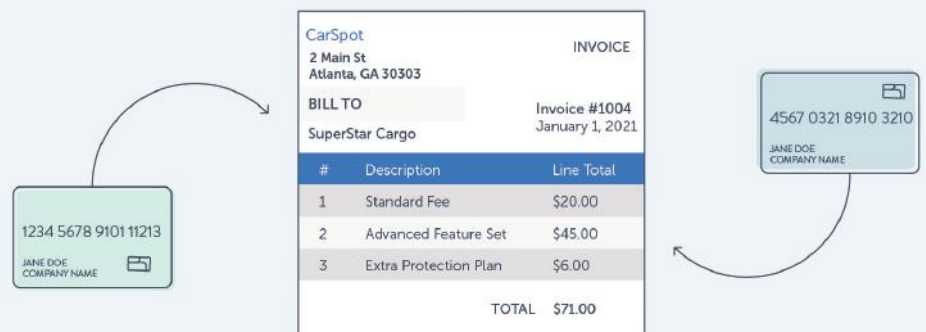 CarSpot
2 Main St
Atlanta, GA 30303
INVOICE
BILL TO
SuperStar Cargo
Invoice #1004
January 1, 2021
# Description Line Total
1 Standard Fee $20.00
2 Advanced Feature Set $45.00
3 Extra Protection Plan $6.00
TOTAL $71.00
1234 5678 9101 11213
JANE DOE
COMPANY NAME
4567 0321 8910 3210
JANE DOE
COMPANY NAME